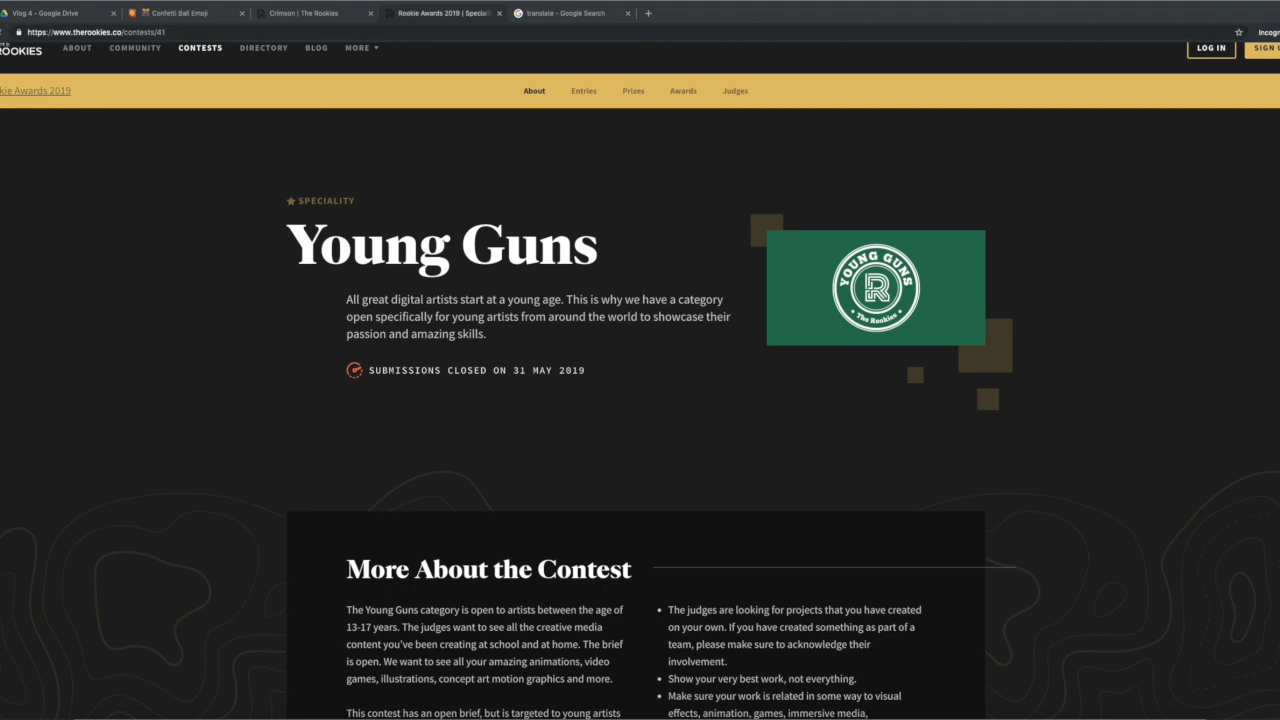 Vlog 4 - Google Drive
Confetti Ball Emoji
Crimson | The Rookies
Rookie Awards 2019 | Speciali
translate - Google Search
https://www.therookies.co/contests/41
Incogn
ROOKIES
ABOUT
COMMUNITY
CONTESTS
DIRECTORY
BLOG
MORE
LOG IN
SIGN U
kie Awards 2019
About
Entries
Prizes
Awards
Judges
SPECIALITY
Young Guns
All great digital artists start at a young age. This is why we have a category
open specifically for young artists from around the world to showcase their
passion and amazing skills.
SUBMISSIONS CLOSED ON 31 MAY 2019
YOUNG GUNS
R
The Rookies
More About the Contest
The Young Guns category is open to artists between the age of
13-17 years. The judges want to see all the creative media
content you've been creating at school and at home. The brief
is open. We want to see all your amazing animations, video
games, illustrations, concept art motion graphics and more.
This contest has an open brief, but is targeted to young artists
The judges are looking for projects that you have created
on your own. If you have created something as part of a
team, please make sure to acknowledge their
involvement.
Show your very best work, not everything.
Make sure your work is related in some way to visual
effects, animation, games, immersive media,